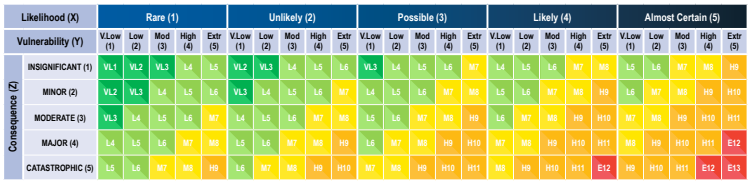 Likelihood (X) Rare (1) Unlikely (2) Possible (3) Likely (4) Almost Certain (5)
Vulnerability (Y) V.Low (1) Low (2) Mod (3) High (4) Extr (5) V.Low (1) Low (2) Mod (3) High (4) Extr (5) V.Low (1) Low (2) Mod (3) High (4) Extr (5) V.Low (1) Low (2) Mod (3) High (4) Extr (5) V.Low (1) Low (2) Mod (3) High (4) Extr (5)
Consequence (Z)
INSIGNIFICANT (1) VL1 VL2 VL3 L4 L5 VL2 VL3 L4 L5 L6 VL3 L4 L5 L6 M7 L4 L5 L6 M7 M8 L5 L6 M7 M8 H9
MINOR (2) VL2 VL3 L4 L5 L6 VL3 L4 L5 L6 M7 L4 L5 L6 M7 M8 L5 L6 M7 M8 H9 L6 M7 M8 H9 H10
MODERATE (3) VL3 L4 L5 L6 M7 L4 L5 L6 M7 M8 L5 L6 M7 M8 H9 L6 M7 M8 H9 H10 M7 M8 H9 H10 H11
MAJOR (4) L4 L5 L6 M7 M8 L5 L6 M7 M8 H9 L6 M7 M8 H9 H10 M7 M8 H9 H10 H11 M8 H9 H10 H11 E12
CATASTROPHIC (5) L5 L6 M7 M8 H9 L6 M7 M8 H9 H10 M7 M8 H9 H10 H11 M8 H9 H10 H11 E12 H9 H10 H11 E12 E13